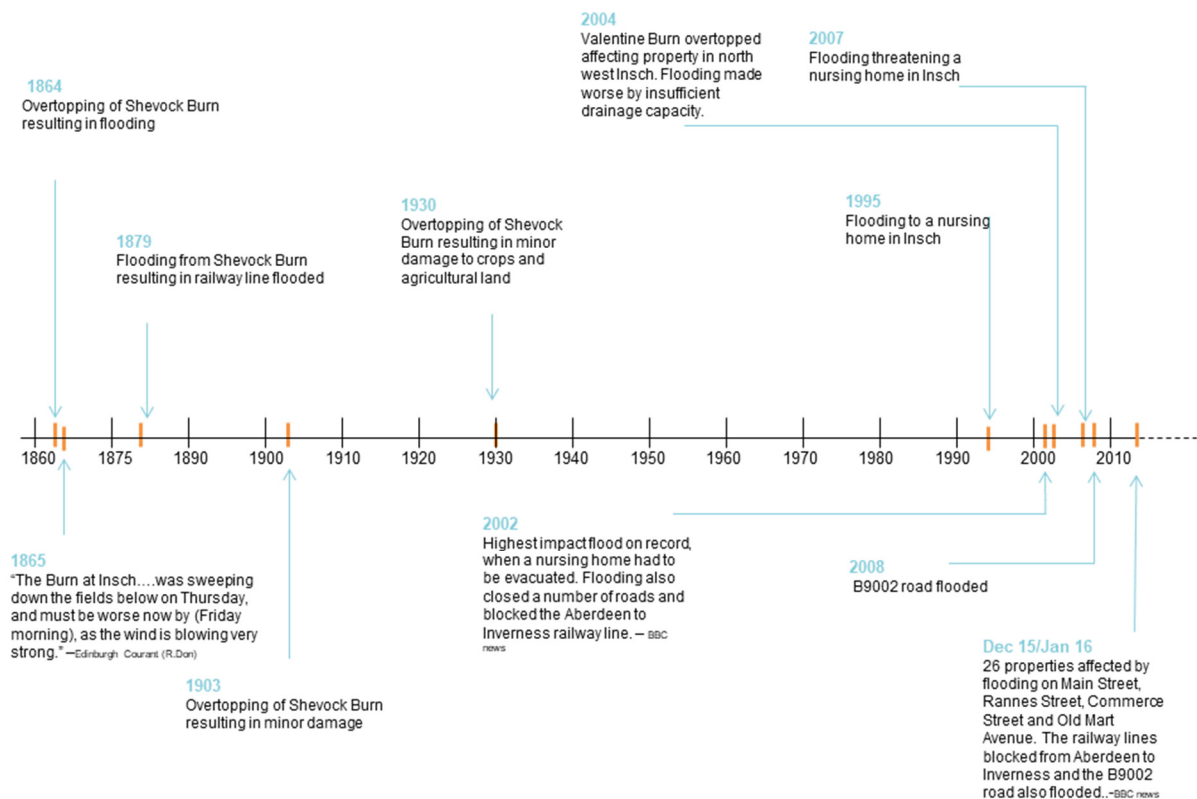 2004
Valentine Burn overtopped
affecting property in north
west Insch. Flooding made
worse by insufficient
drainage capacity.
2007
Flooding threatening a
nursing home in Insch
1864
Overtopping of Shevock Burn
resulting in flooding
1995
Flooding to a nursing
home in Insch
1930
Overtopping of Shevock
Burn resulting in minor
damage to crops and
agricultural land
1879
Flooding from Shevock Burn
resulting in railway line flooded
1860 1875 1890 1900 1910 1920 1930 1940 1950 1960 1970 1980 1990 2000 2010
1865
“The Burn at Insch....was sweeping
down the fields below on Thursday,
and must be worse now by (Friday
morning), as the wind is blowing very
strong.” –Edinburgh Courant (R.Don)
2002
Highest impact flood on record,
when a nursing home had to
be evacuated. Flooding also
closed a number of roads and
blocked the Aberdeen to
Inverness railway line. – BBC
news
2008
B9002 road flooded
1903
Overtopping of Shevock Burn
resulting in minor damage
Dec 15/Jan 16
26 properties affected by
flooding on Main Street,
Rannes Street, Commerce
Street and Old Mart
Avenue. The railway lines
blocked from Aberdeen to
Inverness and the B9002
road also flooded..-BBC news